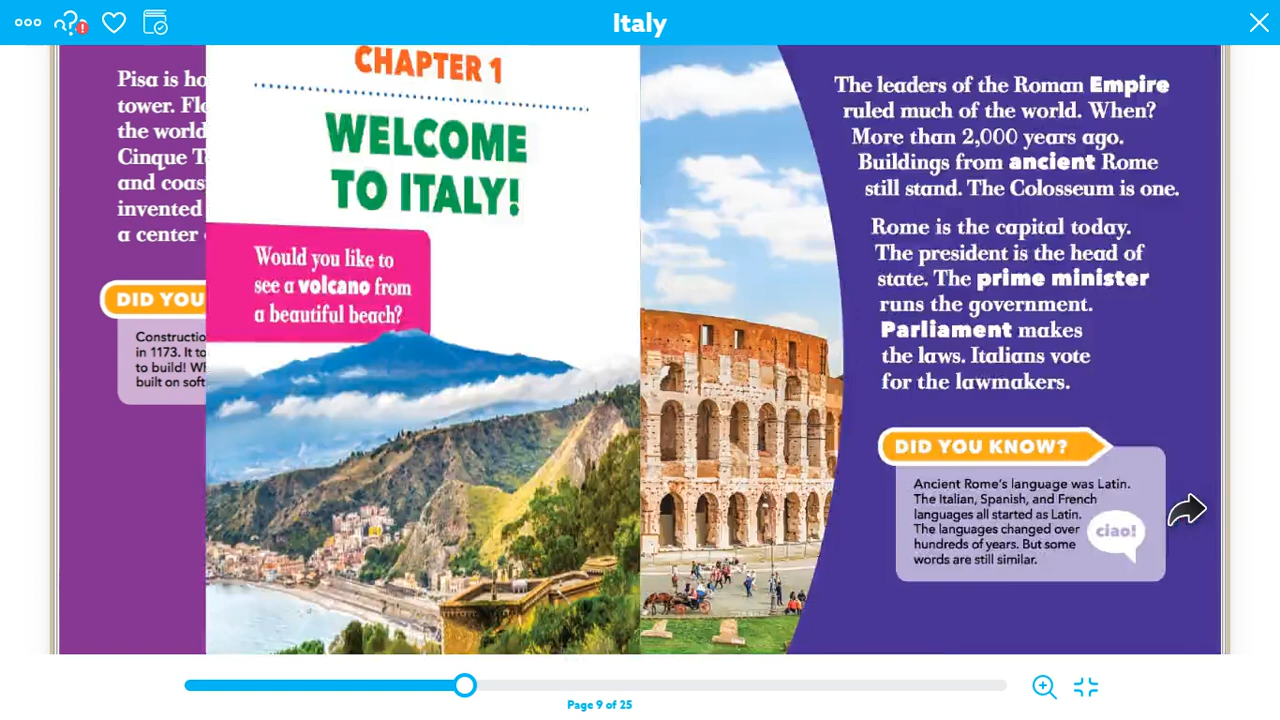 Italy
Pisa is
tower.
the world
Cinque
and
invented
a center
DID YOU
in 1173. It
to build!
built on soft
CHAPTER 1
WELCOME
TO ITALY!
Would you like to
see a volcano from
a beautiful beach?
The leaders of the Roman Empire
ruled much of the world. When?
More than 2,000 years ago.
Buildings from ancient Rome
still stand. The Colosseum is one.
Rome is the capital today.
The president is the head of
state. The prime minister
runs the government.
Parliament makes
the laws. Italians vote
for the lawmakers.
DID YOU KNOW?
Ancient Rome's language was Latin.
The Italian, Spanish, and French
languages all started as Latin.
The languages changed over
hundreds of years. But some
words are still similar.
ciao!
Page 9 of 25